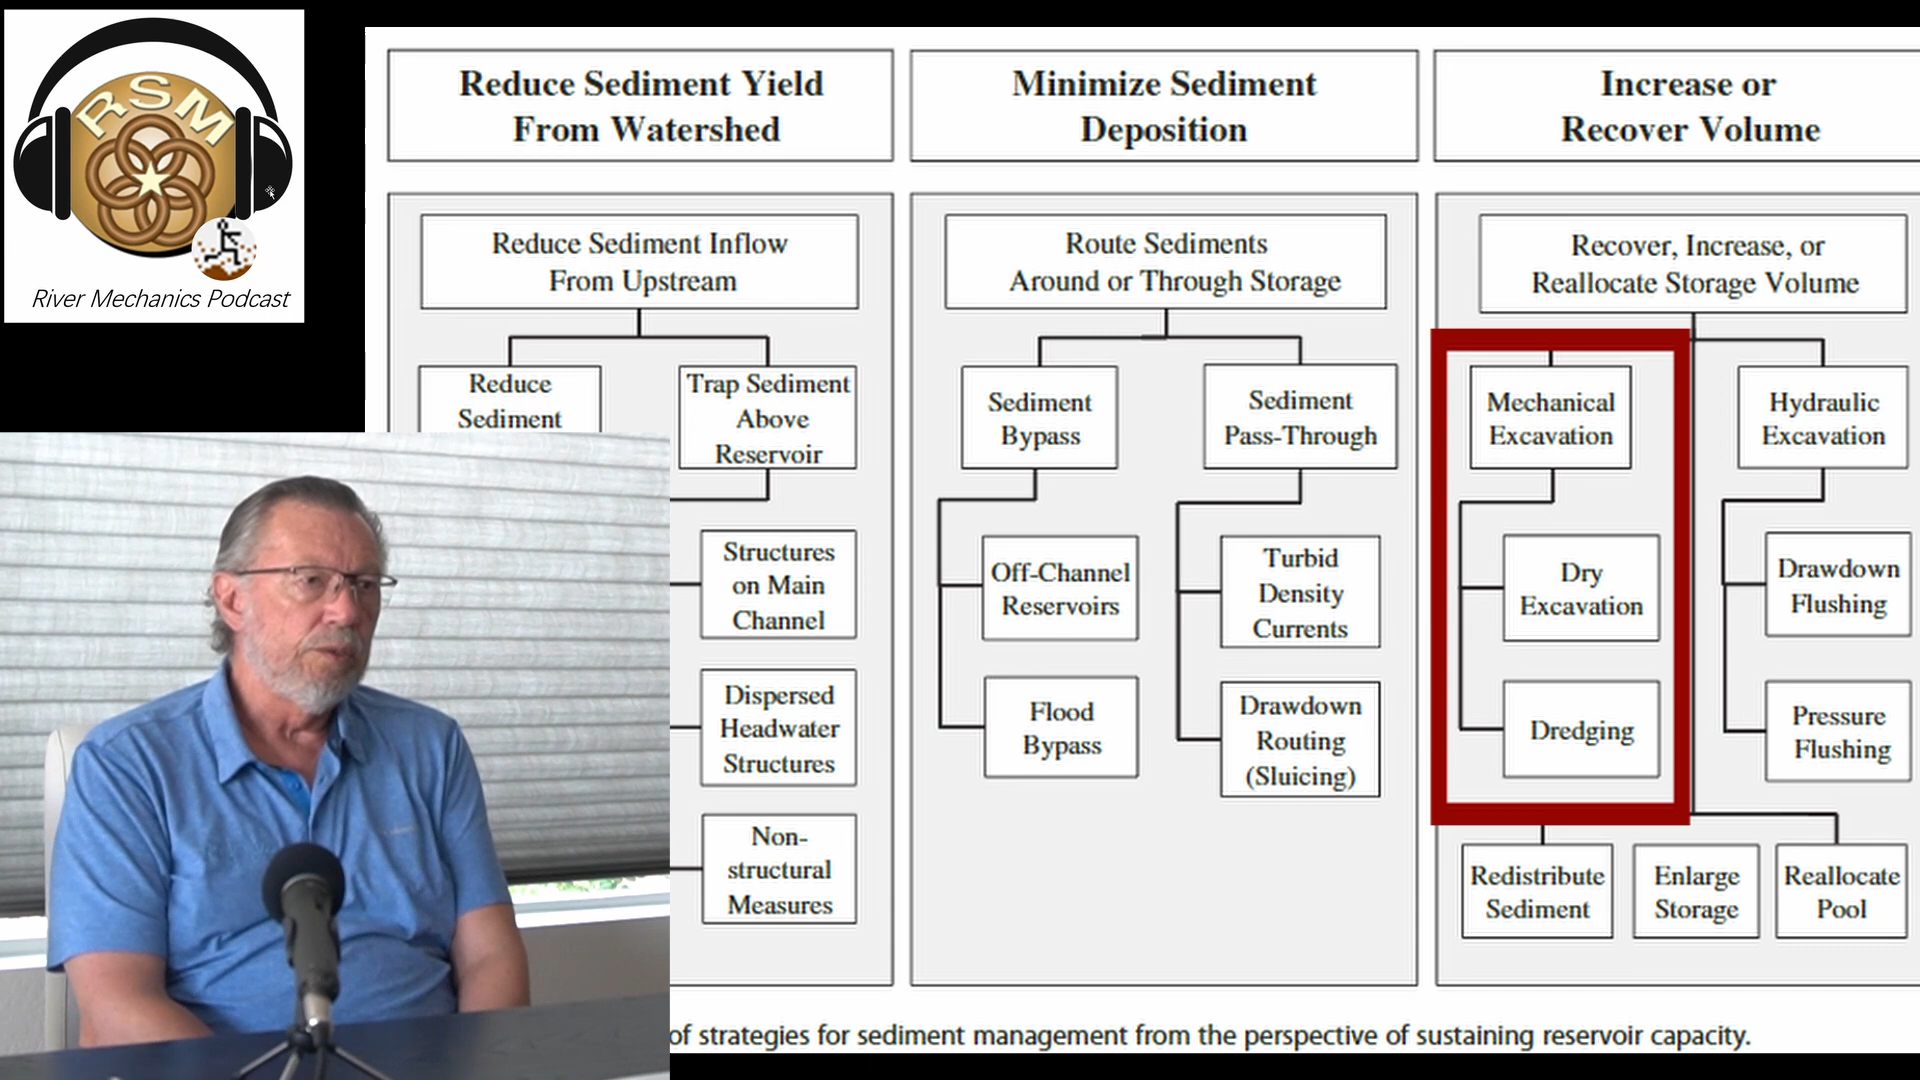 RSM
River Mechanics Podcast
Reduce Sediment Yield
From Watershed
Reduce Sediment Inflow
From Upstream
Reduce
Sediment
Trap Sediment
Above
Reservoir
Structures
on Main
Channel
Dispersed
Headwater
Structures
Non-
structural
Measures
Minimize Sediment
Deposition
Route Sediments
Around or Through Storage
Sediment
Bypass
Off-Channel
Reservoirs
Flood
Bypass
Sediment
Pass-Through
Turbid
Density
Currents
Drawdown
Routing
(Sluicing)
Increase or
Recover Volume
Recover, Increase, or
Reallocate Storage Volume
Mechanical
Excavation
Dry
Excavation
Dredging
Hydraulic
Excavation
Drawdown
Flushing
Pressure
Flushing
Redistribute
Sediment
Enlarge
Storage
Reallocate
Pool
of strategies for sediment management from the perspective of sustaining reservoir capacity.